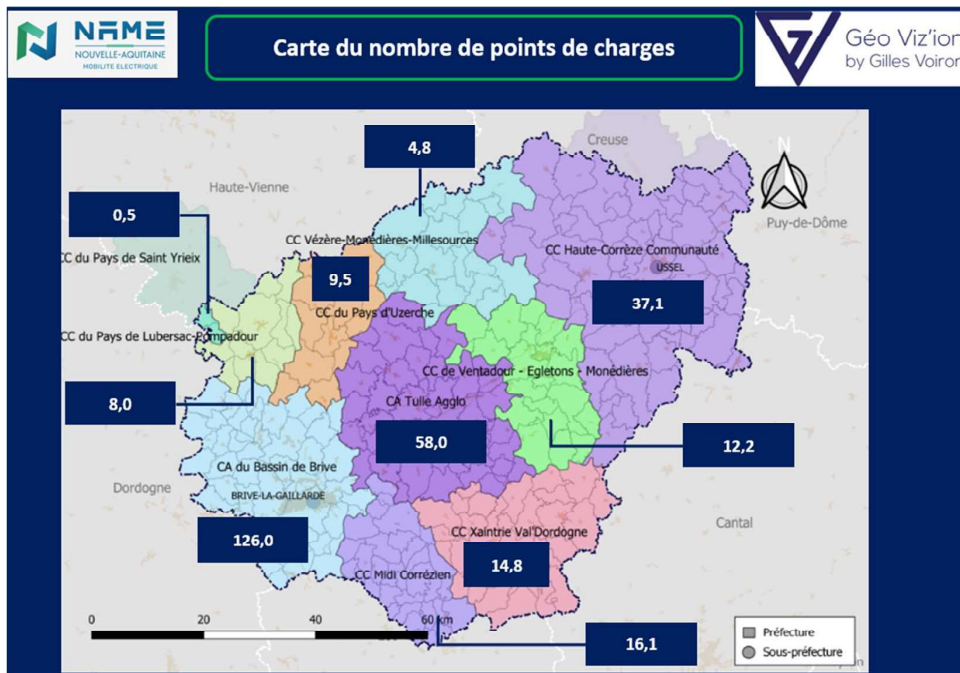 NAME
NOUVELLE-AQUITAINE
MOBILITE ELECTRIQUE
Carte du nombre de points de charges
Géo Viz'ion
by Gilles Voiron
4,8
Creuse
N
Haute-Vienne
Puy-de-Dôme
0,5
CC Vézère-Monédières-Millesources
CC Haute-Corrèze Communauté
CC du Pays de Saint Yrieix
USSEL
9,5
37,1
CC du Pays d'Uzerche
CC du Pays de Lubersac-Pompadour
CC de Ventadour - Egletons - Monédières
CA Tulle Agglo
8,0
58,0
12,2
CA du Bassin de Brive
Dordogne
BRIVE-LA-GAILLARDE
Cantal
CC Xaintrie Val'Dordogne
126,0
14,8
CC Midi Corrézien
0 20 40 60 km
16,1
Préfecture
Sous-préfecture